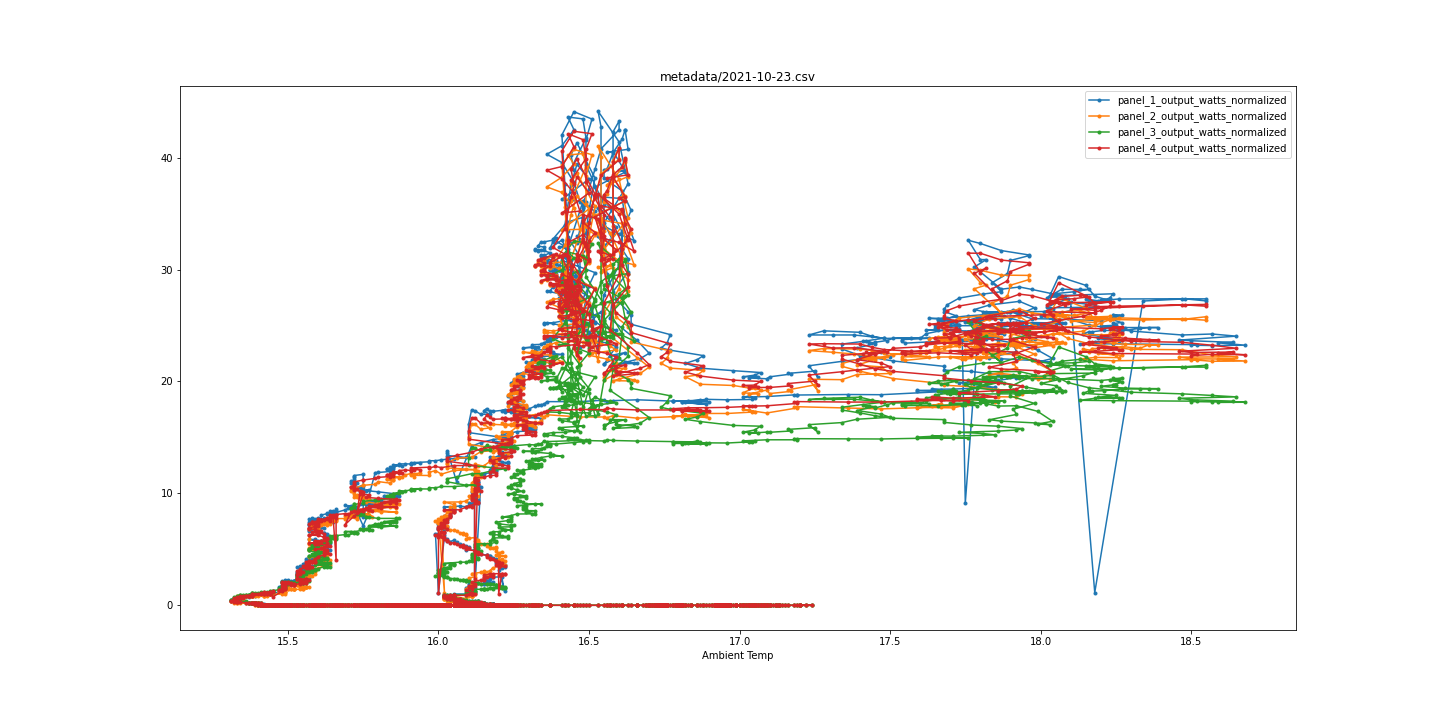 metadata/2021-10-23.csv
panel_1_output_watts_normalized
panel_2_output_watts_normalized
panel_3_output_watts_normalized
panel_4_output_watts_normalized
40
30
20
10
0
15.5 16.0 16.5 17.0 17.5 18.0 18.5
Ambient Temp